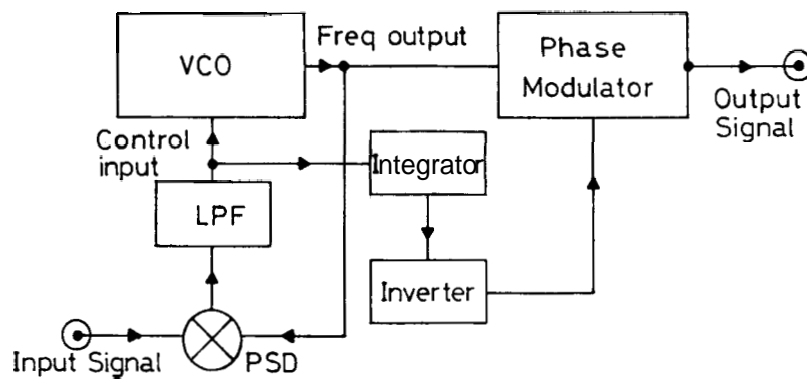 VCO
Freq output
Phase
Modulator
Output
Signal
Control
input
Integrator
LPF
Inverter
Input Signal
PSD